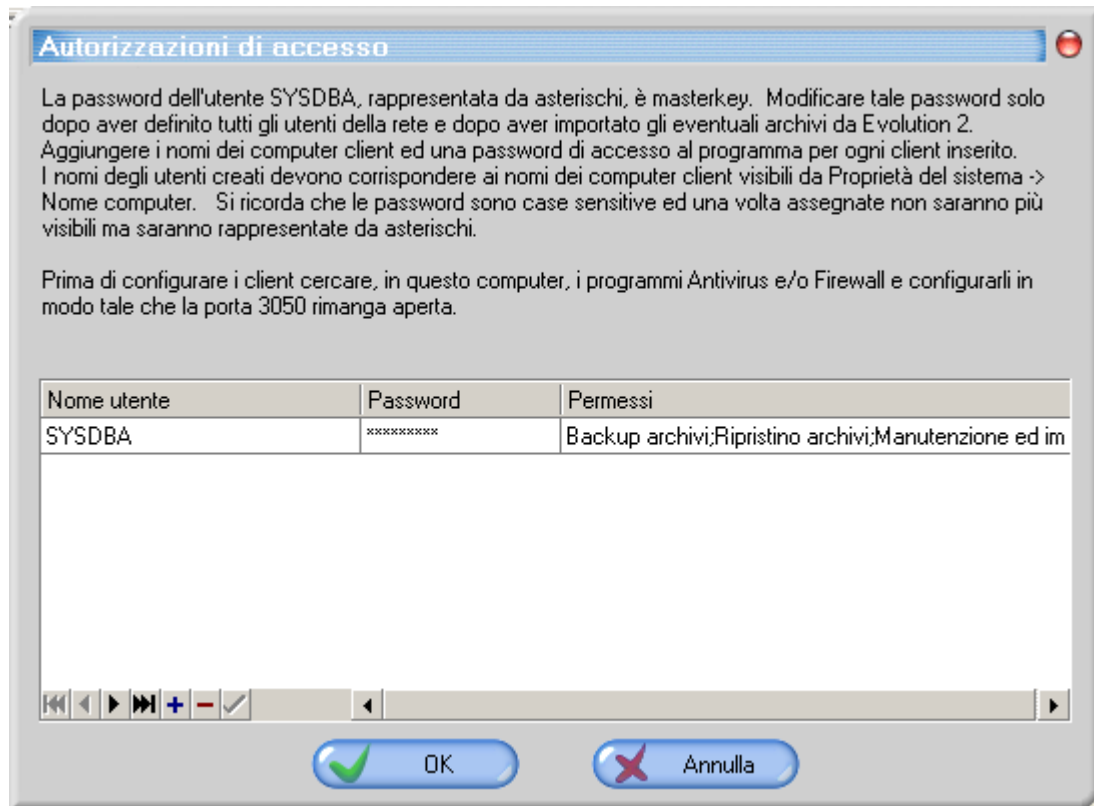 Autorizzazioni di accesso
La password dell'utente SYSDBA, rappresentata da asterischi, è masterkey. Modificare tale password solo
dopo aver definito tutti gli utenti della rete e dopo aver importato gli eventuali archivi da Evolution 2.
Aggiungere i nomi dei computer client ed una password di accesso al programma per ogni client inserito.
I nomi degli utenti creati devono corrispondere ai nomi dei computer client visibili da Proprietà del sistema ->
Nome computer. Si ricorda che le password sono case sensitive ed una volta assegnate non saranno più
visibili ma saranno rappresentate da asterischi.
Prima di configurare i client cercare, in questo computer, i programmi Antivirus e/o Firewall e configurarli in
modo tale che la porta 3050 rimanga aperta.
Nome utente Password Permessi
SYSDBA ********* Backup archivi;Ripristino archivi;Manutenzione ed im
OK Annulla